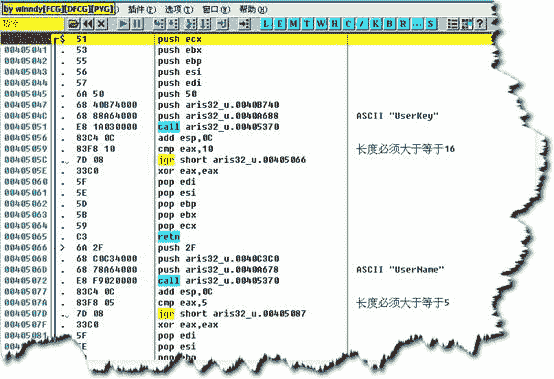 by winndy[FCG][DFCG][PYG] 插件(P) 选项(T) 窗口(W) 帮助(H)
L E M T W H C / K B R ... S
$ 51 push ecx
00405041 . 53 push ebx
00405042 . 55 push ebp
00405043 . 56 push esi
00405044 . 57 push edi
00405045 . 6A 50 push 50
00405047 . 68 40B74000 push aris32_u.0040B740
0040504C . 68 88A64000 push aris32_u.0040A688 ASCII "UserKey"
00405051 . E8 1A030000 call aris32_u.00405370
00405056 . 83C4 0C add esp,0C
00405059 . 83F8 10 cmp eax,10 长度必须大于等于16
0040505C . 7D 08 jge short aris32_u.00405066
0040505E . 33C0 xor eax,eax
00405060 . 5F pop edi
00405061 . 5E pop esi
00405062 . 5D pop ebp
00405063 . 5B pop ebx
00405064 . 59 pop ecx
00405065 . C3 retn
00405066 > 6A 2F push 2F
00405068 . 68 C0C34000 push aris32_u.0040C3C0
0040506D . 68 78A64000 push aris32_u.0040A678 ASCII "UserName"
00405072 . E8 F9020000 call aris32_u.00405370
00405077 . 83C4 0C add esp,0C
0040507A . 83F8 05 cmp eax,5 长度必须大于等于5
0040507D . 7D 08 jge short aris32_u.00405087
0040507F . 33C0 xor eax,eax
00405081 . 5F pop edi
5E pop esi